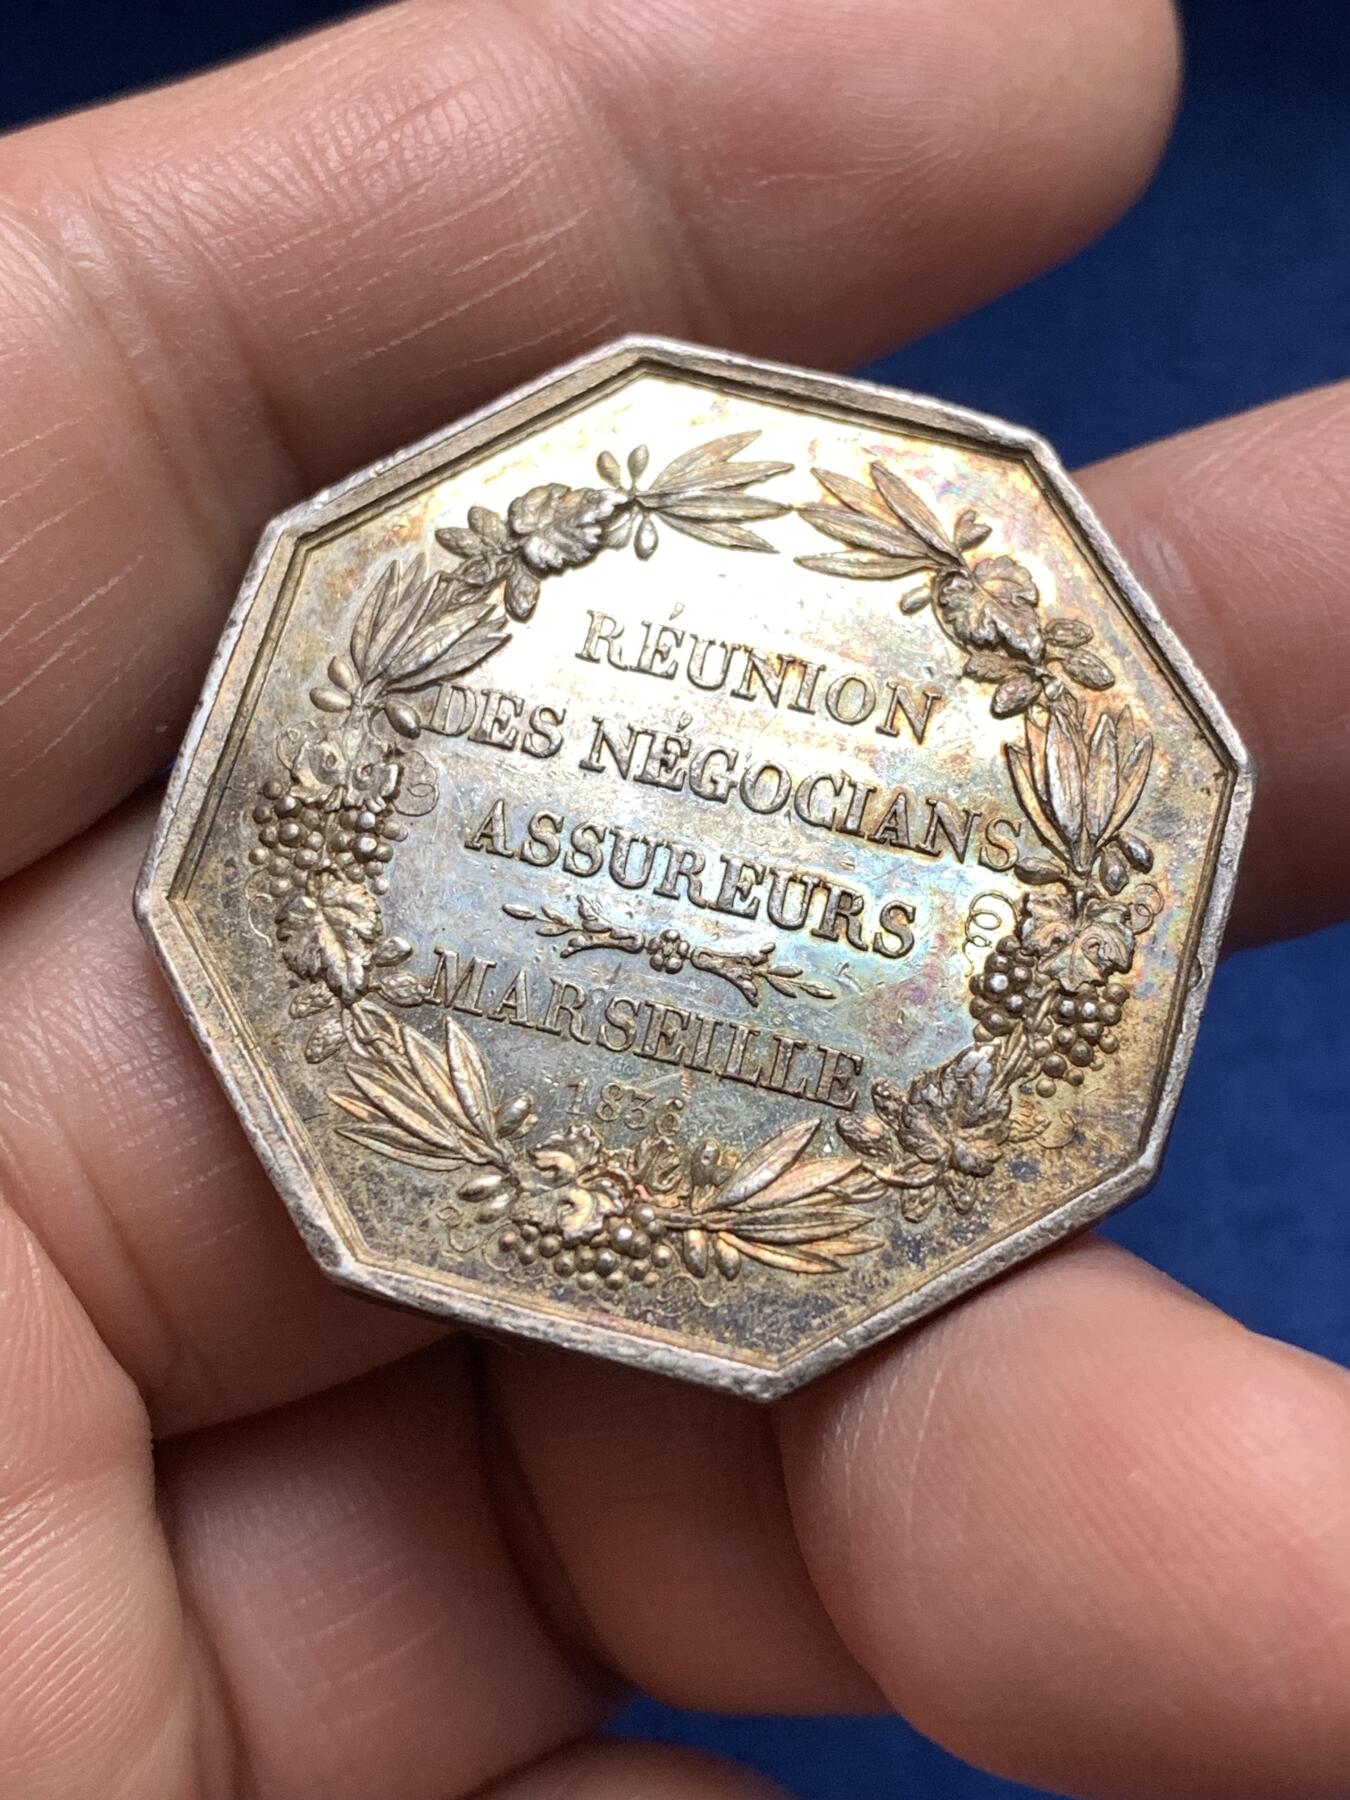 RÉUNION
DES NÉGOCIANS
ASSUREURS
MARSEILLE
1836